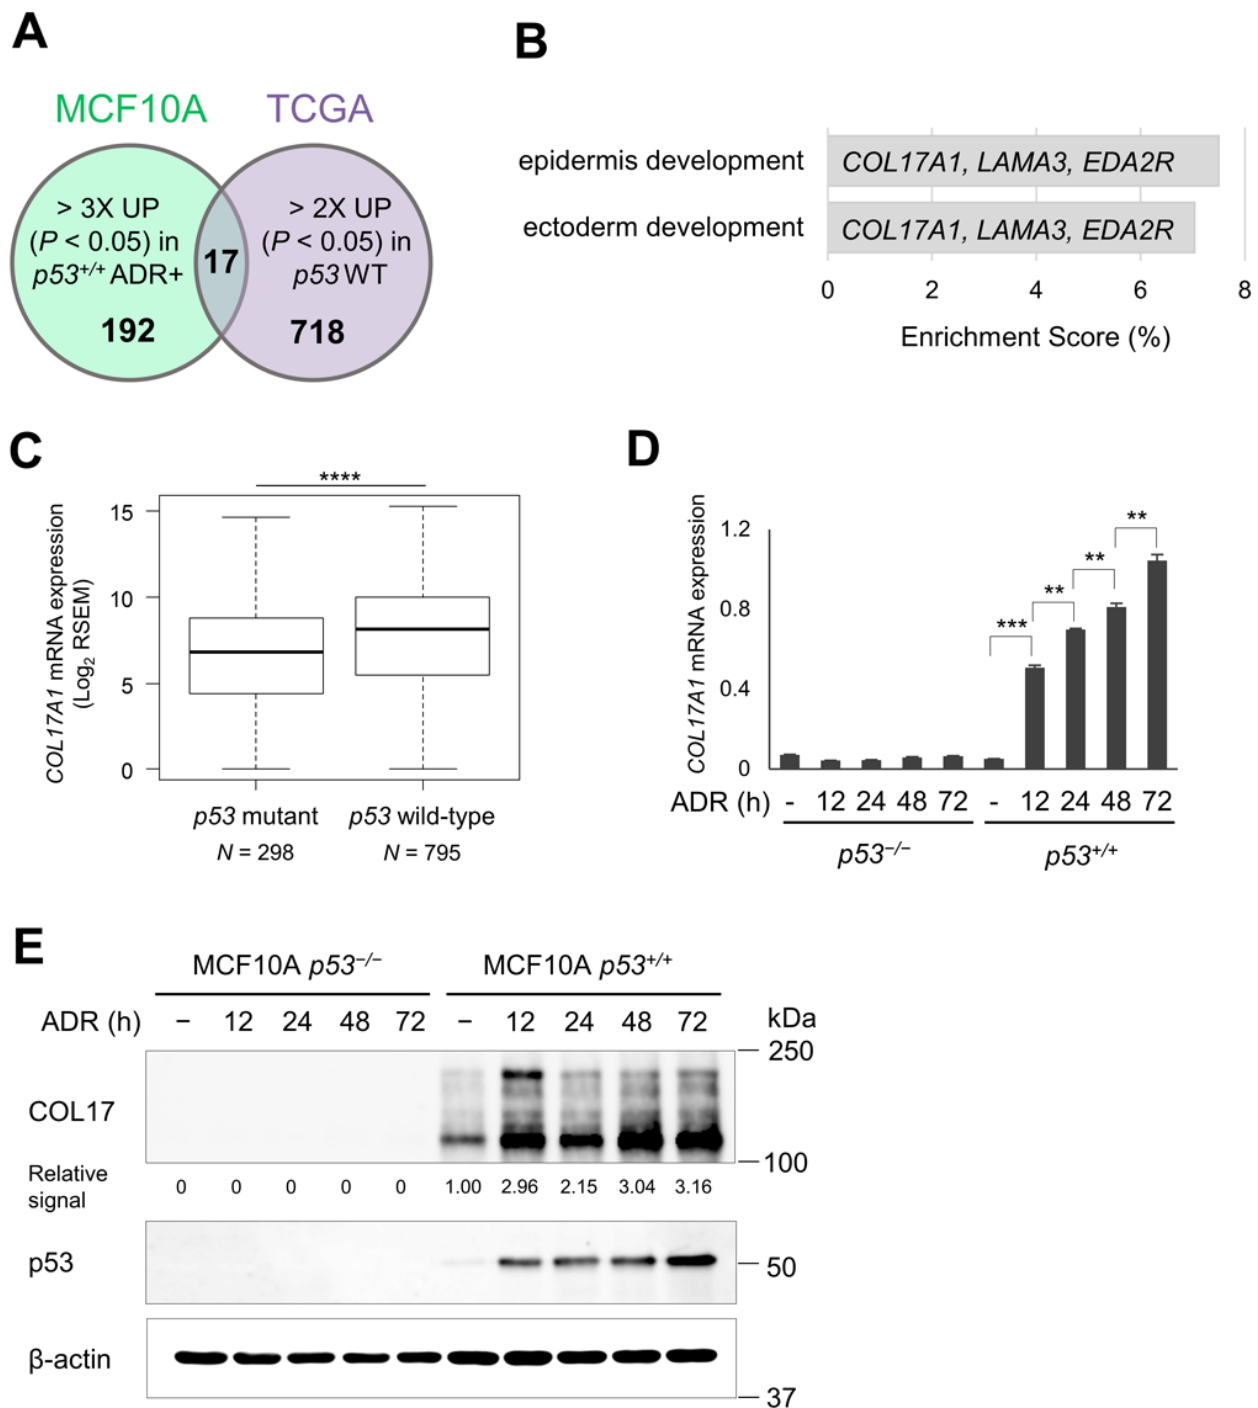 A
MCF10A TCGA
> 3X UP
(P < 0.05) in
p53+/+ ADR+
192
17
> 2X UP
(P < 0.05) in
p53 WT
718
B
epidermis development COL17A1, LAMA3, EDA2R
ectoderm development COL17A1, LAMA3, EDA2R
0 2 4 6 8
Enrichment Score (%)
C
COL17A1 mRNA expression
(Log2 RSEM)
****
15
10
5
0
p53 mutant p53 wild-type
N = 298 N = 795
D
COL17A1 mRNA expression
1.2
0.8
0.4
0
*** ** ** **
ADR (h) - 12 24 48 72 - 12 24 48 72
p53−/− p53+/+
E
MCF10A p53−/− MCF10A p53+/+
ADR (h) − 12 24 48 72 − 12 24 48 72 kDa
250
COL17
100
Relative
signal
0 0 0 0 0 1.00 2.96 2.15 3.04 3.16
p53 50
β-actin
37